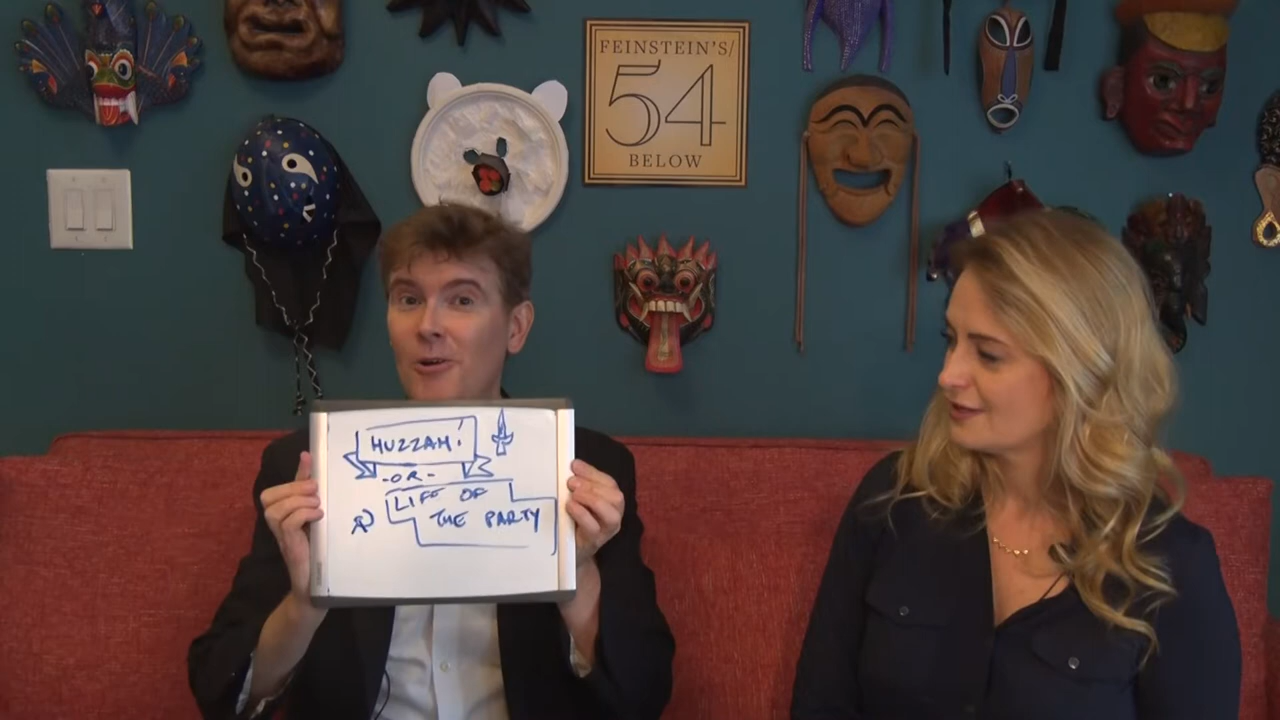 FEINSTEIN'S/
54
BELOW
HUZZAH!
-OR-
LIFE OF
THE PARTY